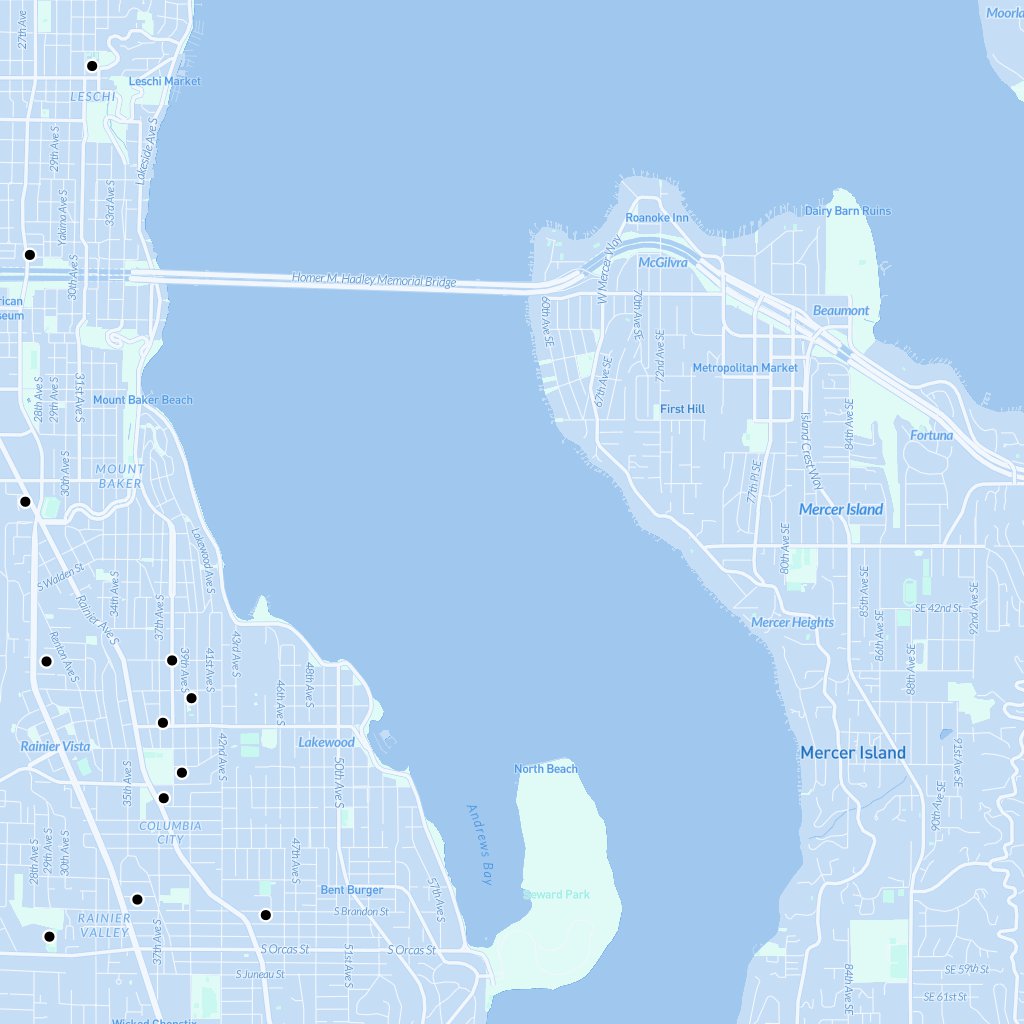 27th Ave
Moorla
Leschi Market
LESCHI
29th Ave S
Lakeside Ave S
Yakima Ave S
33rd Ave S
Dairy Barn Ruins
Roanoke Inn
W Mercer Way
McGilvra
30th Ave S
Homer M. Hadley Memorial Bridge
rican
seum
60th Ave SE
70th Ave SE
Beaumont
72nd Ave SE
67th Ave SE
Metropolitan Market
31st Ave S
28th Ave S
29th Ave S
Mount Baker Beach
First Hill
84th Ave SE
Island Crest Way
Fortuna
30th Ave S
MOUNT
BAKER
77th Pl SE
Mercer Island
80th Ave SE
Lakewood Ave S
S Walden St
34th Ave S
Rainier Ave S
37th Ave S
85th Ave SE
SE 42nd St
92nd Ave SE
Mercer Heights
86th Ave SE
Renton Ave S
39th Ave S
41st Ave S
43rd Ave S
48th Ave S
88th Ave SE
46th Ave S
Rainier Vista
42nd Ave S
Lakewood
Mercer Island
91st Ave SE
35th Ave S
50th Ave S
North Beach
90th Ave SE
COLUMBIA
CITY
Andrews Bay
28th Ave S
29th Ave S
30th Ave S
47th Ave S
Bent Burger
57th Ave S
eward Park
RAINIER
VALLEY
37th Ave S
S Brandon St
S Orcas St
S Orcas St
51st Ave S
S Juneau St
84th Ave SE
SE 59th St
SE 61st St
Wicked Chopstix